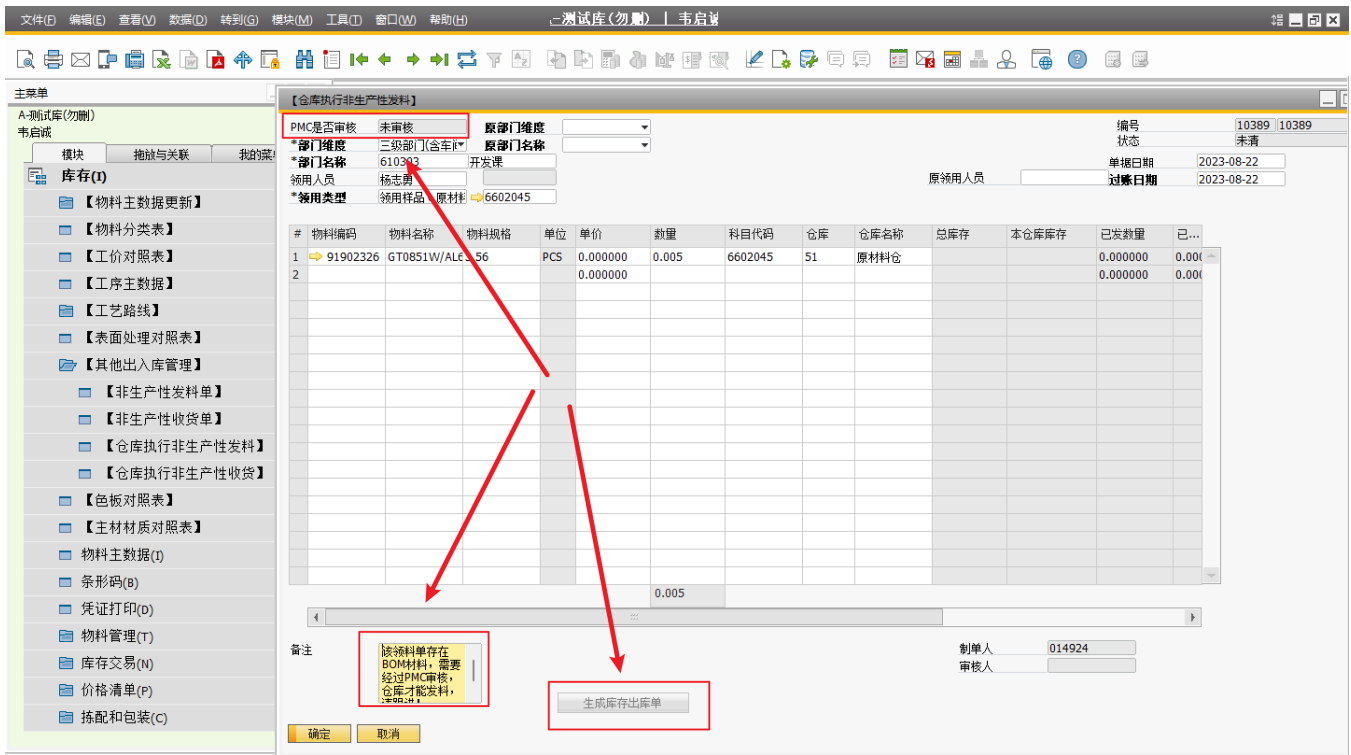 文件(F) 编辑(E) 查看(V) 数据(D) 转到(G) 模块(M) 工具(T) 窗口(W) 帮助(H) 测试库(勿删) | 韦启诚
主菜单
A-测试库(勿删)
韦启诚
模块 拖放与关联 我的菜
库存(I)
【物料主数据更新】
【物料分类表】
【工价对照表】
【工序主数据】
【工艺路线】
【表面处理对照表】
【其他出入库管理】
【非生产性发料单】
【非生产性收货单】
【仓库执行非生产性发料】
【仓库执行非生产性收货】
【色板对照表】
【主材材质对照表】
物料主数据(I)
条形码(B)
凭证打印(D)
物料管理(T)
库存交易(N)
价格清单(P)
拣配和包装(C)
【仓库执行非生产性发料】
PMC是否审核 未审核 原部门维度 编号 10389 10389
*部门维度 三级部门(含车间 原部门名称 状态 未清
*部门名称 610303 开发课 单据日期 2023-08-22
领用人员 杨志勇 原领用人员 过账日期 2023-08-22
*领用类型 领用样品 原材料 6602045
# 物料编码 物料名称 物料规格 单位 单价 数量 科目代码 仓库 仓库名称 总库存 本仓库库存 已发数量 已...
1 91902326 GT0851W/AL6 .56 PCS 0.000000 0.005 6602045 51 原材料仓 0.000000 0.000
2 0.000000 0.000000 0.000
0.005
备注 该领料单存在
BOM材料，需要
经过PMC审核，
仓库才能发料，
请跟进！
制单人 014924
审核人
生成库存出库单
确定 取消